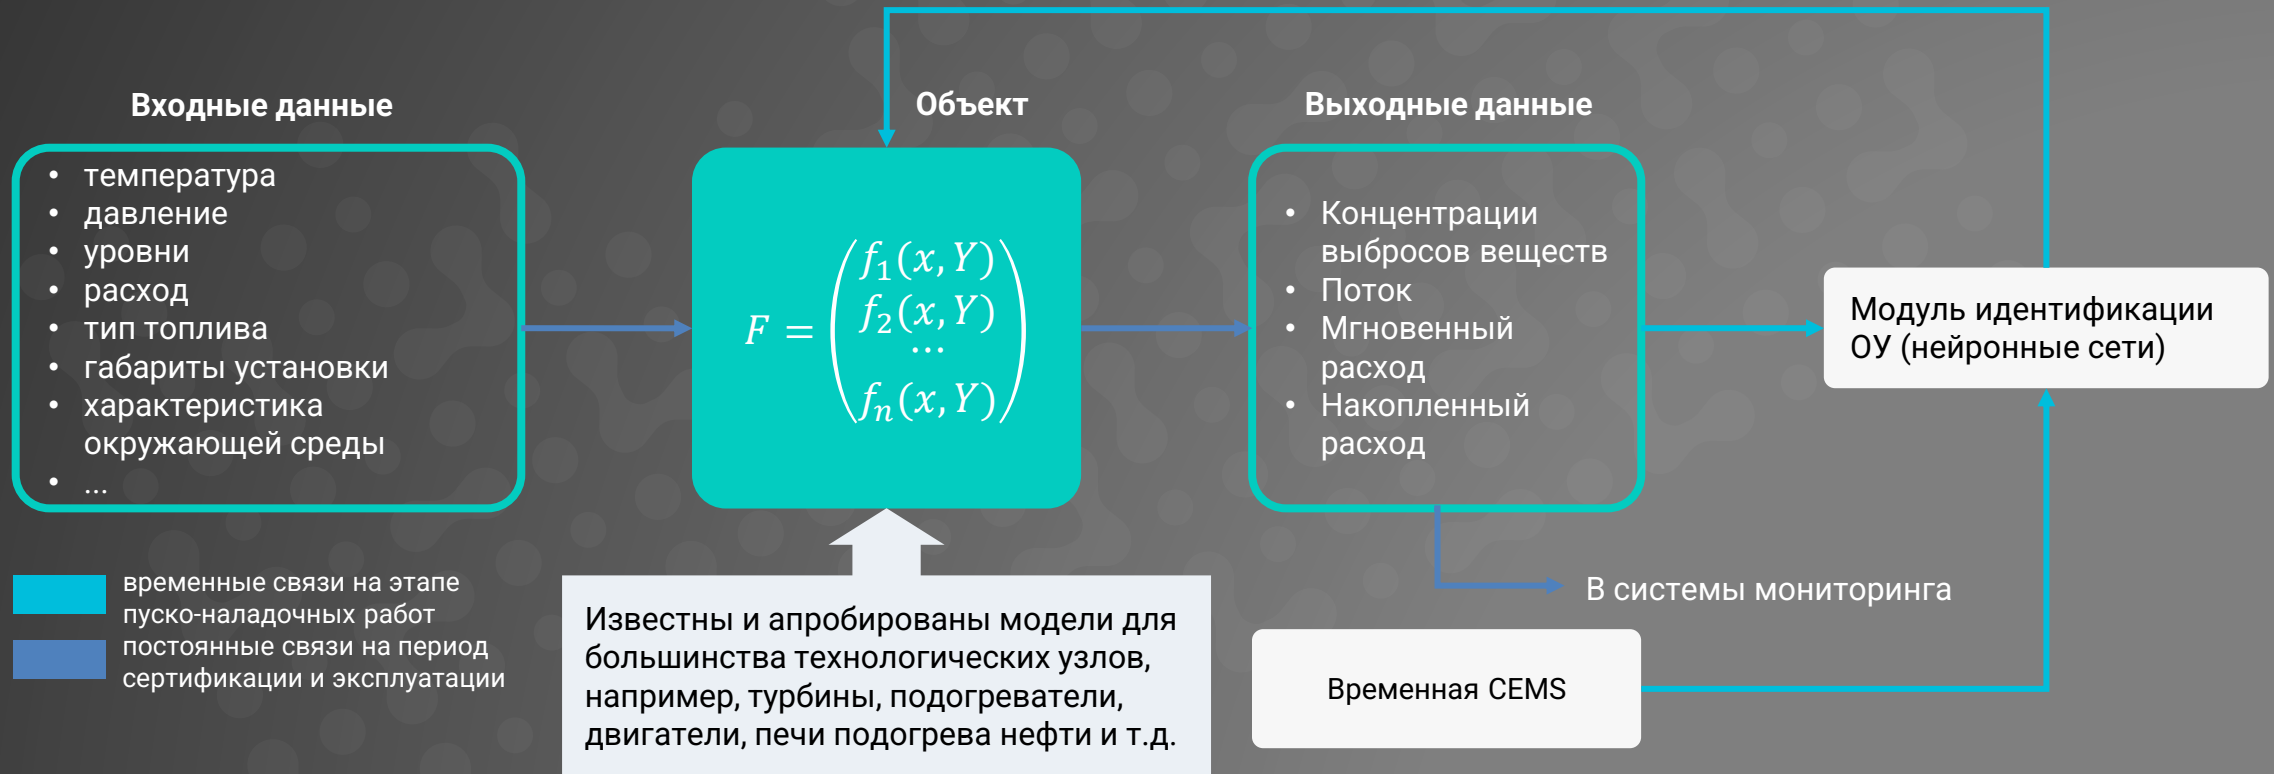 Входные данные
• температура
• давление
• уровни
• расход
• тип топлива
• габариты установки
• характеристика
окружающей среды
• ...
Объект
F = (f₁(x, Y)
f₂(x, Y)
...
fₙ(x, Y))
Выходные данные
• Концентрации
выбросов веществ
• Поток
• Мгновенный
расход
• Накопленный
расход
Модуль идентификации
ОУ (нейронные сети)
В системы мониторинга
Временная CEMS
Известны и апробированы модели для
большинства технологических узлов,
например, турбины, подогреватели,
двигатели, печи подогрева нефти и т.д.
временные связи на этапе
пуско-наладочных работ
постоянные связи на период
сертификации и эксплуатации